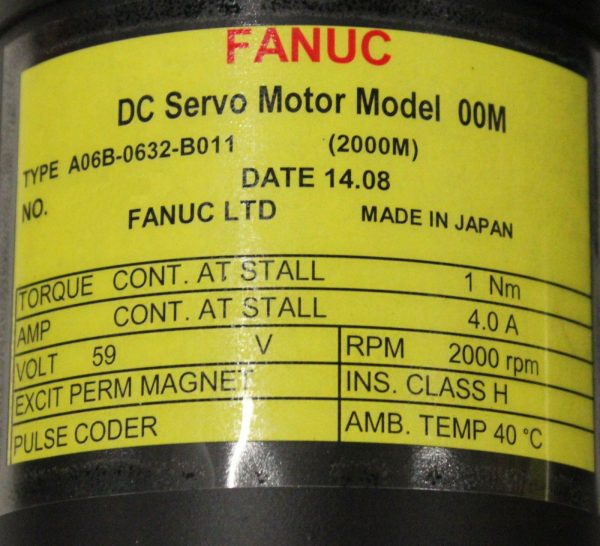 FANUC
DC Servo Motor Model 00M
TYPE A06B-0632-B011 (2000M)
DATE 14.08
NO. FANUC LTD MADE IN JAPAN
TORQUE CONT. AT STALL 1 Nm
AMP CONT. AT STALL 4.0 A
VOLT 59 V RPM 2000 rpm
EXCIT PERM MAGNET INS. CLASS H
PULSE CODER AMB. TEMP 40 °C